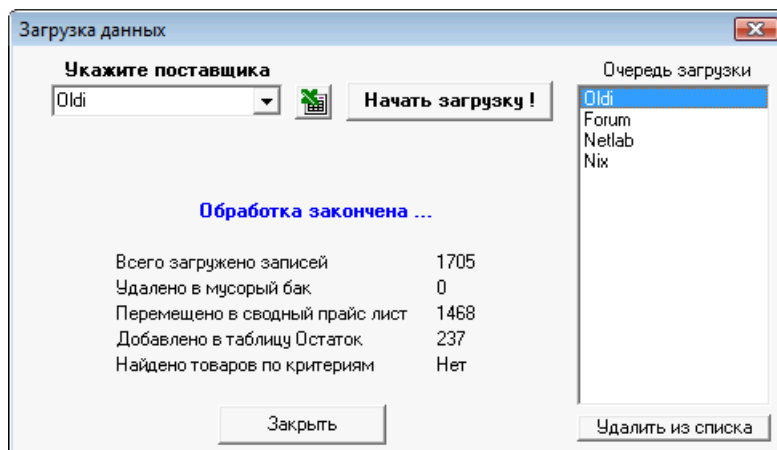 Загрузка данных
Укажите поставщика
Oldi
Начать загрузку !
Обработка закончена ...
Всего загружено записей 1705
Удалено в мусорый бак 0
Перемещено в сводный прайс лист 1468
Добавлено в таблицу Остаток 237
Найдено товаров по критериям Нет
Закрыть
Очередь загрузки
Oldi
Forum
Netlab
Nix
Удалить из списка